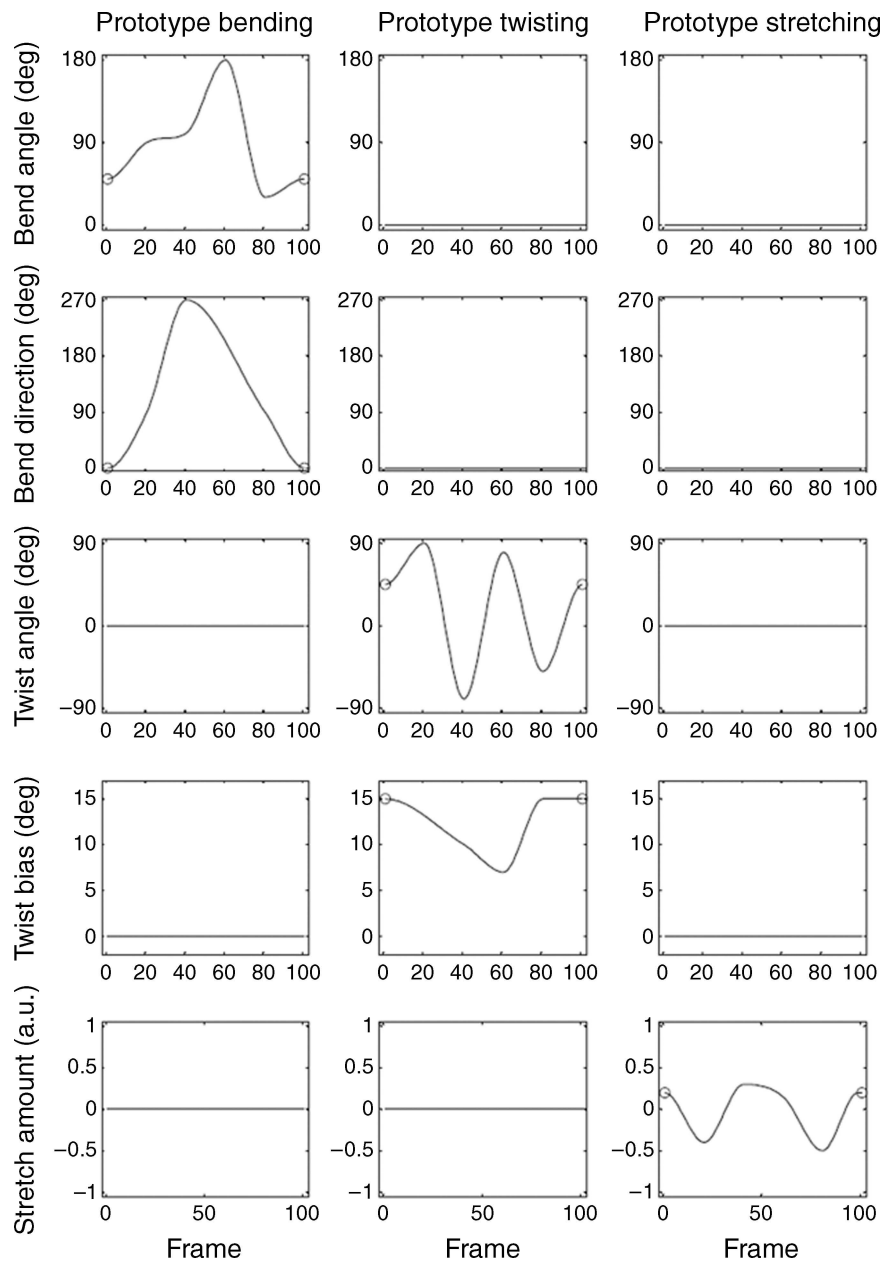 Prototype bending Prototype twisting Prototype stretching
Bend angle (deg)
180 180 180
90 90 90
0 0 0
0 20 40 60 80 100 0 20 40 60 80 100 0 20 40 60 80 100
Bend direction (deg)
270 270 270
180 180 180
90 90 90
0 0 0
0 20 40 60 80 100 0 20 40 60 80 100 0 20 40 60 80 100
Twist angle (deg)
90 90 90
0 0 0
−90 −90 −90
0 20 40 60 80 100 0 20 40 60 80 100 0 20 40 60 80 100
Twist bias (deg)
15 15 15
10 10 10
5 5 5
0 0 0
0 20 40 60 80 100 0 20 40 60 80 100 0 20 40 60 80 100
Stretch amount (a.u.)
1 1 1
0.5 0.5 0.5
0 0 0
−0.5 −0.5 −0.5
−1 −1 −1
0 50 100 0 50 100 0 50 100
Frame Frame Frame